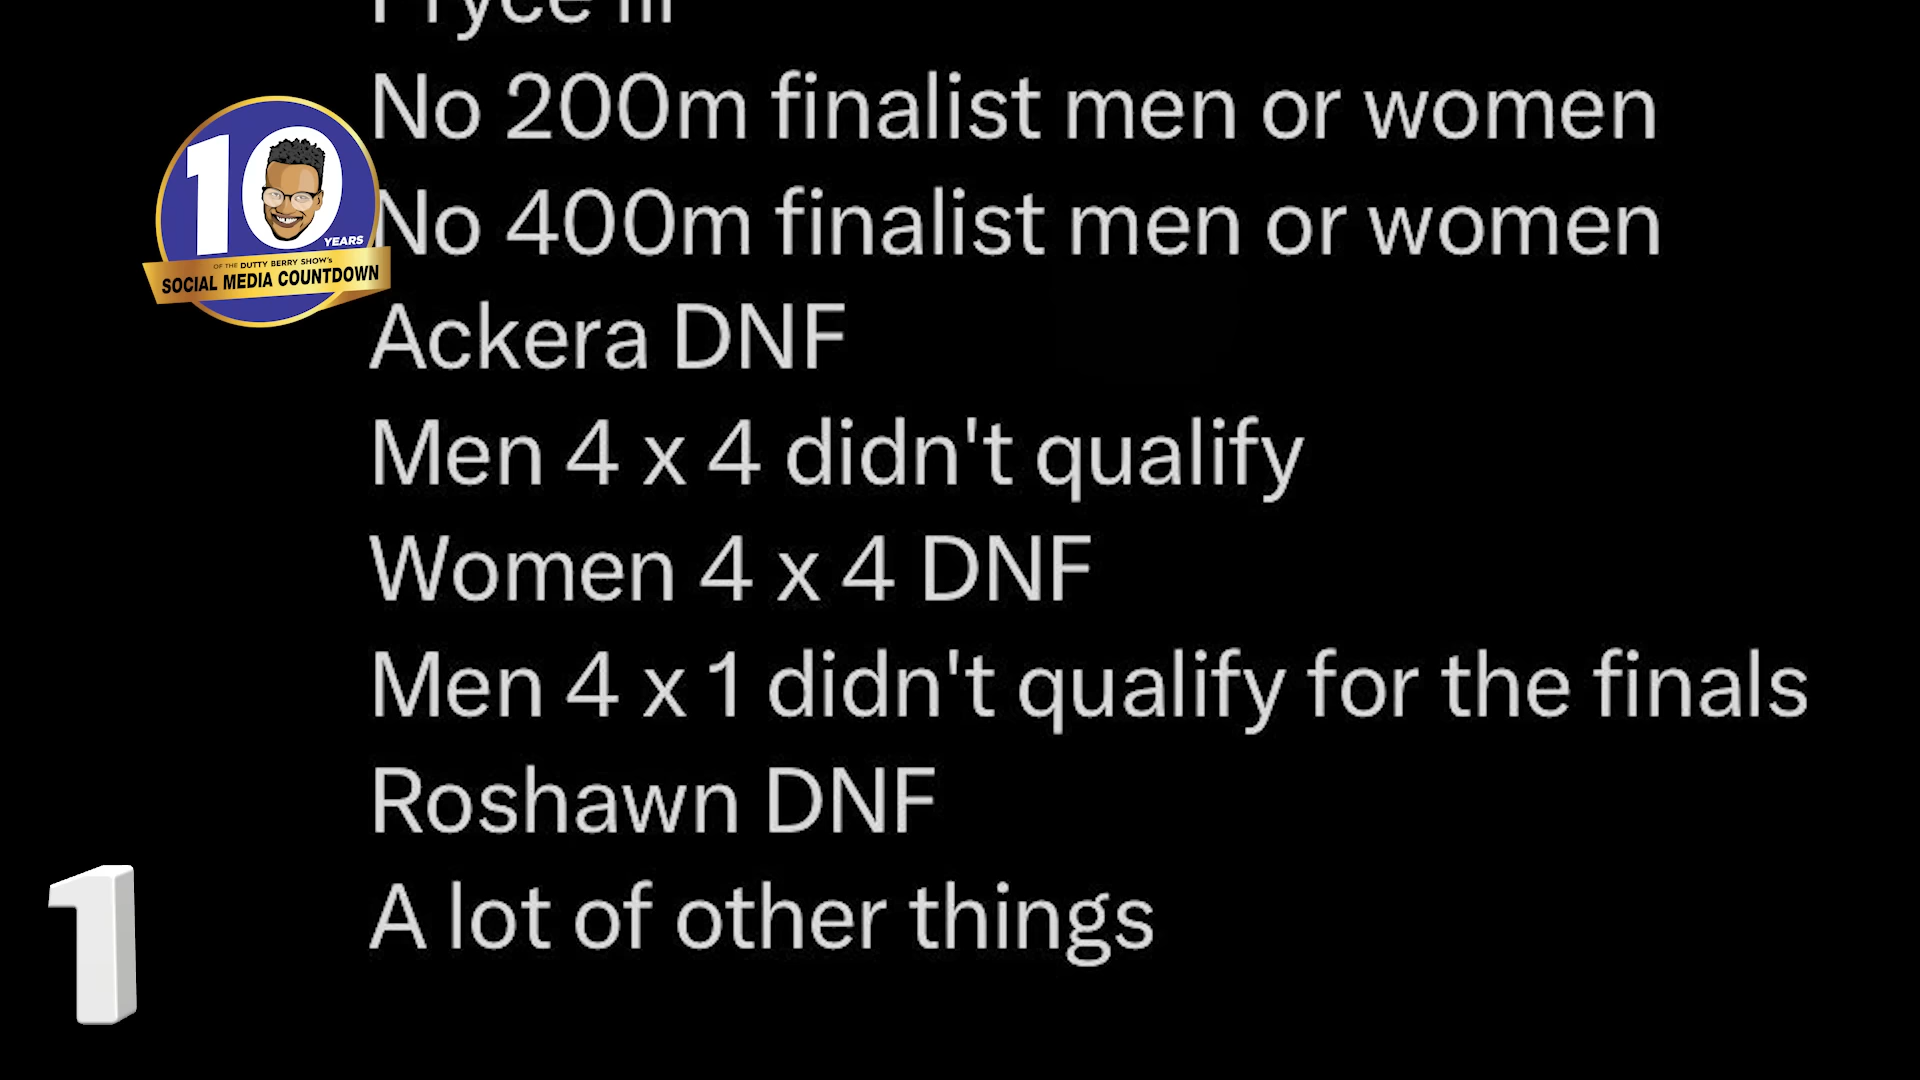 Pryce ill
No 200m finalist men or women
No 400m finalist men or women
Ackera DNF
Men 4 x 4 didn't qualify
Women 4 x 4 DNF
Men 4 x 1 didn't qualify for the finals
Roshawn DNF
A lot of other things
10
YEARS
OF THE DUTTY BERRY SHOW's
SOCIAL MEDIA COUNTDOWN
1